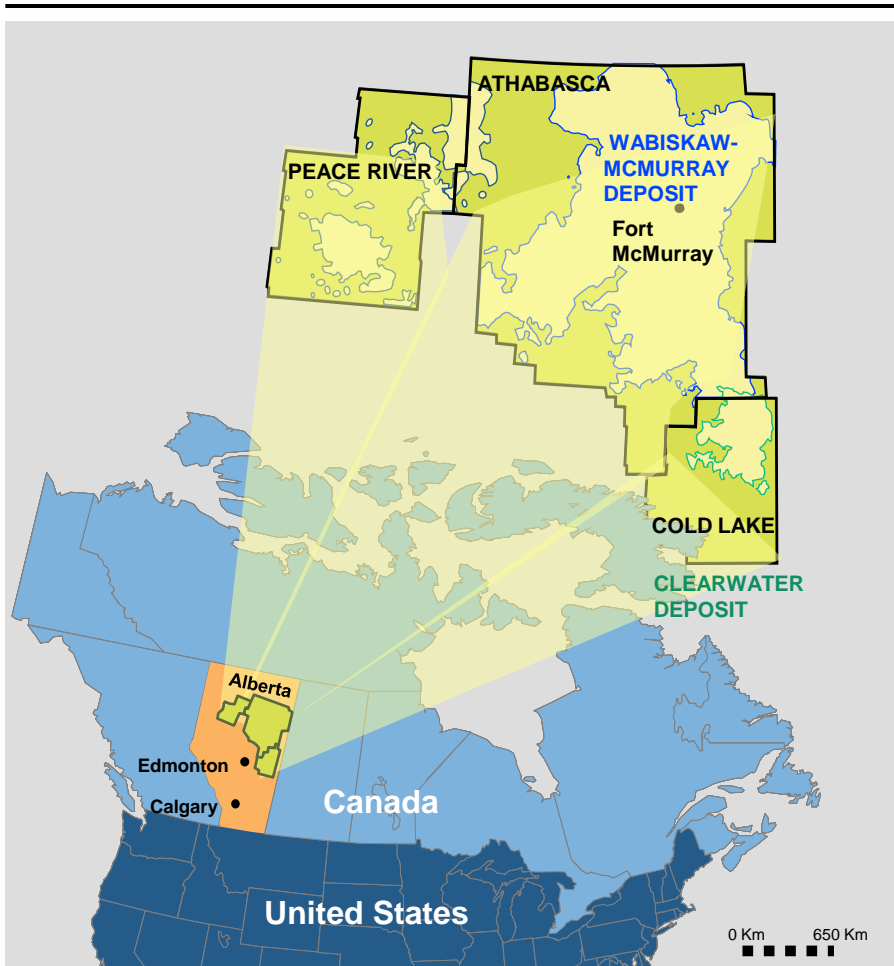 ATHABASCA
WABISKAW-
MCMURRAY
DEPOSIT
PEACE RIVER
Fort
McMurray
COLD LAKE
CLEARWATER
DEPOSIT
Alberta
Edmonton
Calgary
Canada
United States
0 Km 650 Km